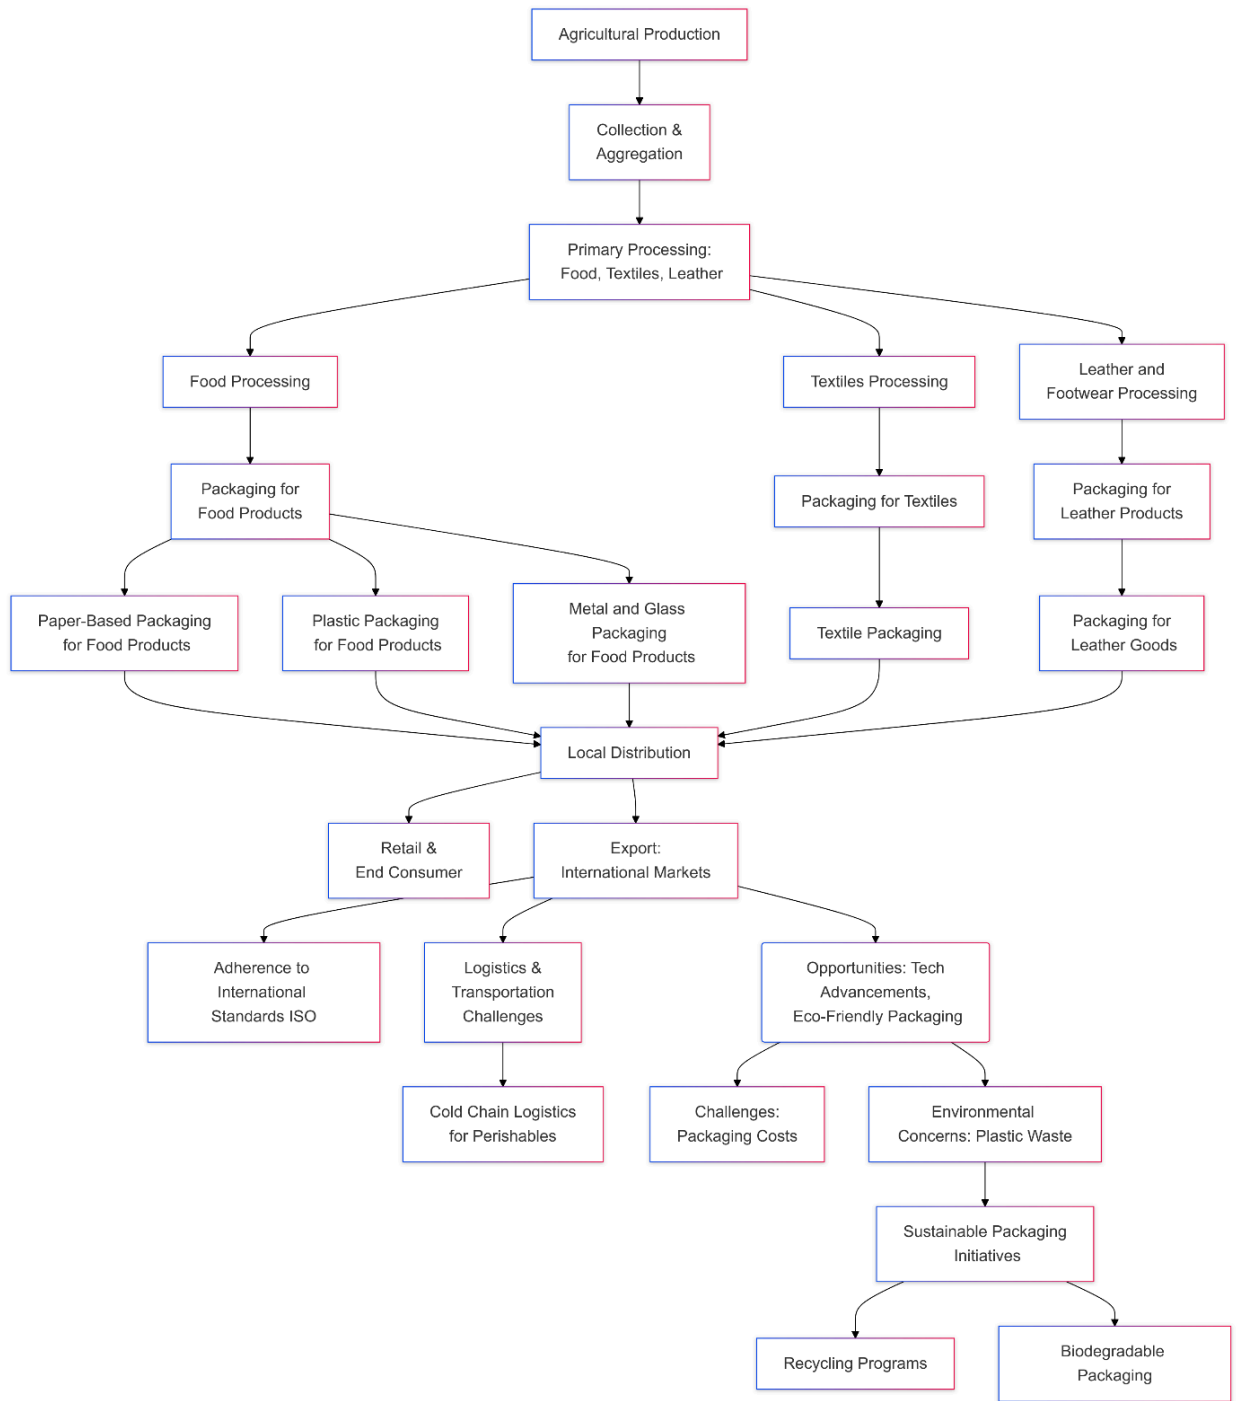 Agricultural Production
Collection &
Aggregation
Primary Processing:
Food, Textiles, Leather
Food Processing
Textiles Processing
Leather and
Footwear Processing
Packaging for
Food Products
Packaging for Textiles
Packaging for
Leather Products
Paper-Based Packaging
for Food Products
Plastic Packaging
for Food Products
Metal and Glass
Packaging
for Food Products
Textile Packaging
Packaging for
Leather Goods
Local Distribution
Retail &
End Consumer
Export:
International Markets
Adherence to
International
Standards ISO
Logistics &
Transportation
Challenges
Opportunities: Tech
Advancements,
Eco-Friendly Packaging
Cold Chain Logistics
for Perishables
Challenges:
Packaging Costs
Environmental
Concerns: Plastic Waste
Sustainable Packaging
Initiatives
Recycling Programs
Biodegradable
Packaging